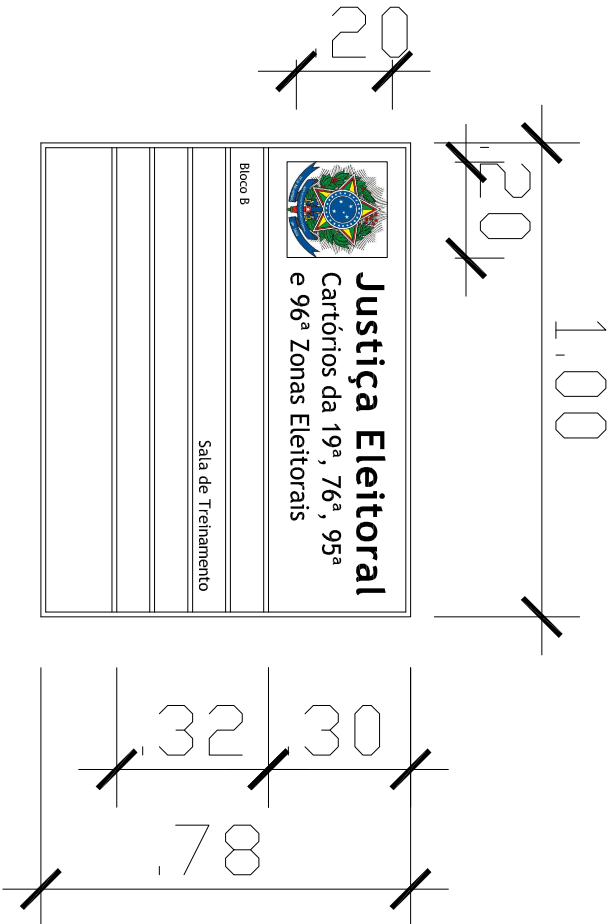 .20
.20
1.00
Justiça Eleitoral
Cartórios da 19ª, 76ª, 95ª
e 96ª Zonas Eleitorais
Bloco B
Sala de Treinamento
.32
.30
.78